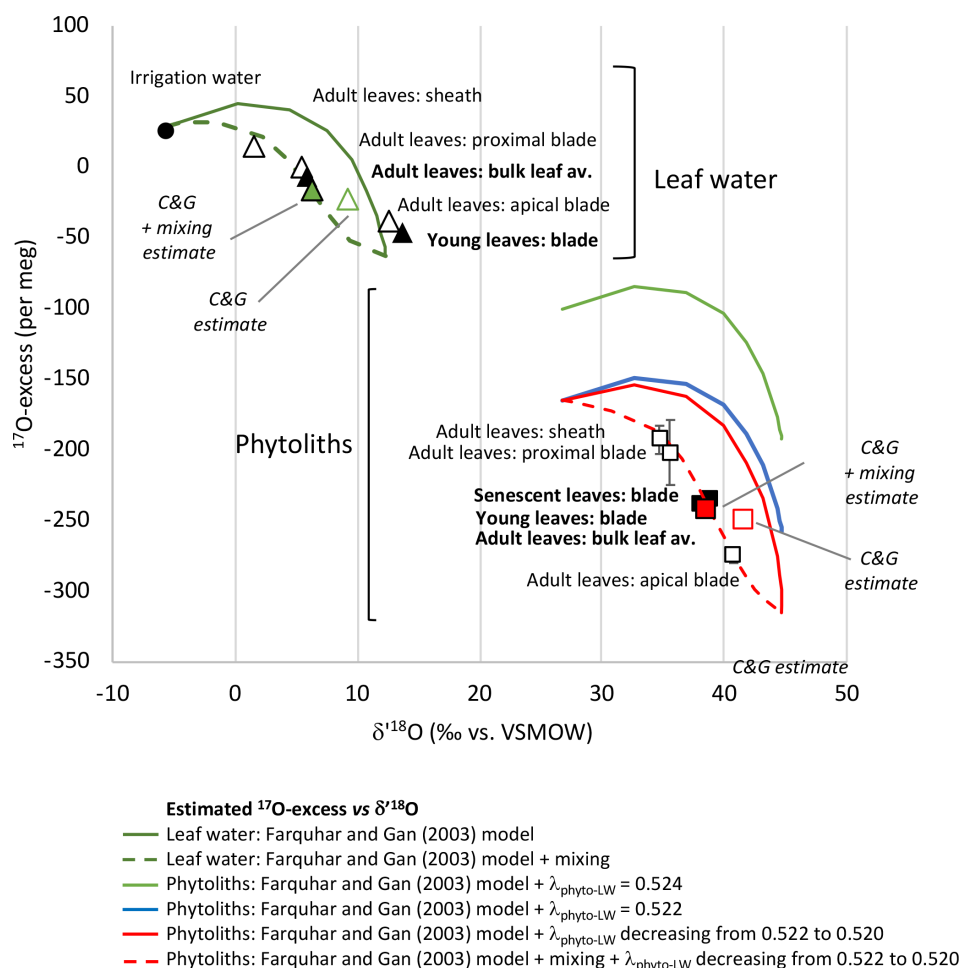 100
50
0
-50
-100
-150
-200
-250
-300
-350
¹⁷O-excess (per meg)
Irrigation water
Adult leaves: sheath
Adult leaves: proximal blade
Adult leaves: bulk leaf av.
Adult leaves: apical blade
Young leaves: blade
Leaf water
C&G
+ mixing
estimate
C&G
estimate
Phytoliths
Adult leaves: sheath
Adult leaves: proximal blade
Senescent leaves: blade
Young leaves: blade
Adult leaves: bulk leaf av.
Adult leaves: apical blade
C&G
+ mixing
estimate
C&G
estimate
C&G estimate
-10
0
10
20
30
40
50
δ'¹⁸O (‰ vs. VSMOW)
Estimated ¹⁷O-excess vs δ'¹⁸O
Leaf water: Farquhar and Gan (2003) model
Leaf water: Farquhar and Gan (2003) model + mixing
Phytoliths: Farquhar and Gan (2003) model + λphyto-LW = 0.524
Phytoliths: Farquhar and Gan (2003) model + λphyto-LW = 0.522
Phytoliths: Farquhar and Gan (2003) model + λphyto-LW decreasing from 0.522 to 0.520
Phytoliths: Farquhar and Gan (2003) model + mixing + λphyto-LW decreasing from 0.522 to 0.520